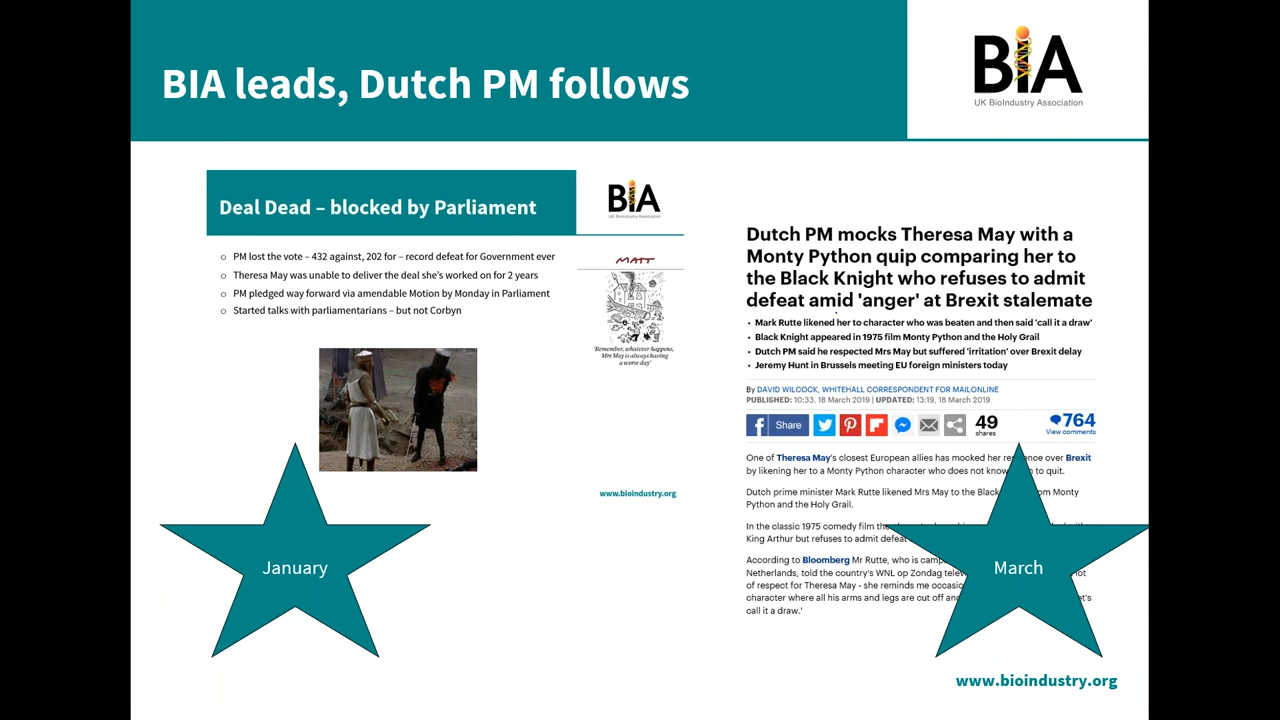 BIA leads, Dutch PM follows
BiA
UK BioIndustry Association
Deal Dead – blocked by Parliament
BiA
UK BioIndustry Association
○ PM lost the vote – 432 against, 202 for – record defeat for Government ever
○ Theresa May was unable to deliver the deal she's worked on for 2 years
○ PM pledged way forward via amendable Motion by Monday in Parliament
○ Started talks with parliamentarians – but not Corbyn
MATT
'Remember, whatever happens,
Mrs May is always having
a worse day'
www.bioindustry.org
January
Dutch PM mocks Theresa May with a
Monty Python quip comparing her to
the Black Knight who refuses to admit
defeat amid 'anger' at Brexit stalemate
• Mark Rutte likened her to character who was beaten and then said 'call it a draw'
• Black Knight appeared in 1975 film Monty Python and the Holy Grail
• Dutch PM said he respected Mrs May but suffered 'irritation' over Brexit delay
• Jeremy Hunt in Brussels meeting EU foreign ministers today
By DAVID WILCOCK, WHITEHALL CORRESPONDENT FOR MAILONLINE
PUBLISHED: 10:33, 18 March 2019 | UPDATED: 13:19, 18 March 2019
Share
49
shares
764
View comments
One of Theresa May's closest European allies has mocked her over Brexit
by likening her to a Monty Python character who does not to quit.
Dutch prime minister Mark Rutte likened Mrs May to the Black Monty
Python and the Holy Grail.
In the classic 1975 comedy film
King Arthur but refuses to admit defeat
According to Bloomberg Mr Rutte, who is
Netherlands, told the country's WNL op Zondag
of respect for Theresa May - she reminds me
character where all his arms and legs are cut off
call it a draw.'
March
www.bioindustry.org